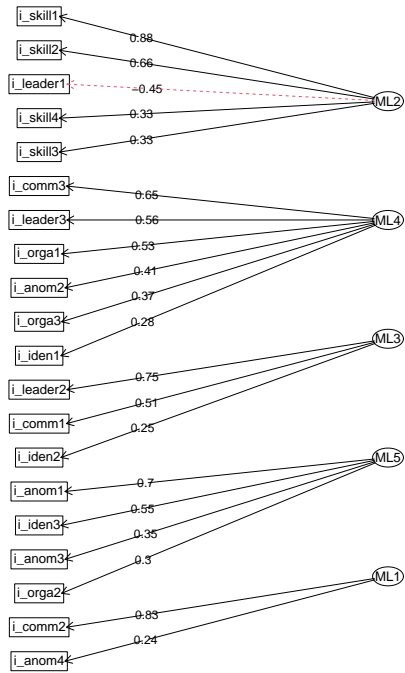 i_skill1
0.88
i_skill2
0.66
i_leader1
−0.45
ML2
i_skill4
0.33
i_skill3
0.33
i_comm3
0.65
i_leader3
0.56
ML4
i_orga1
0.53
i_anom2
0.41
i_orga3
0.37
i_iden1
0.28
ML3
i_leader2
0.75
i_comm1
0.51
i_iden2
0.25
ML5
i_anom1
0.7
i_iden3
0.55
i_anom3
0.35
i_orga2
0.3
ML1
i_comm2
0.83
i_anom4
0.24